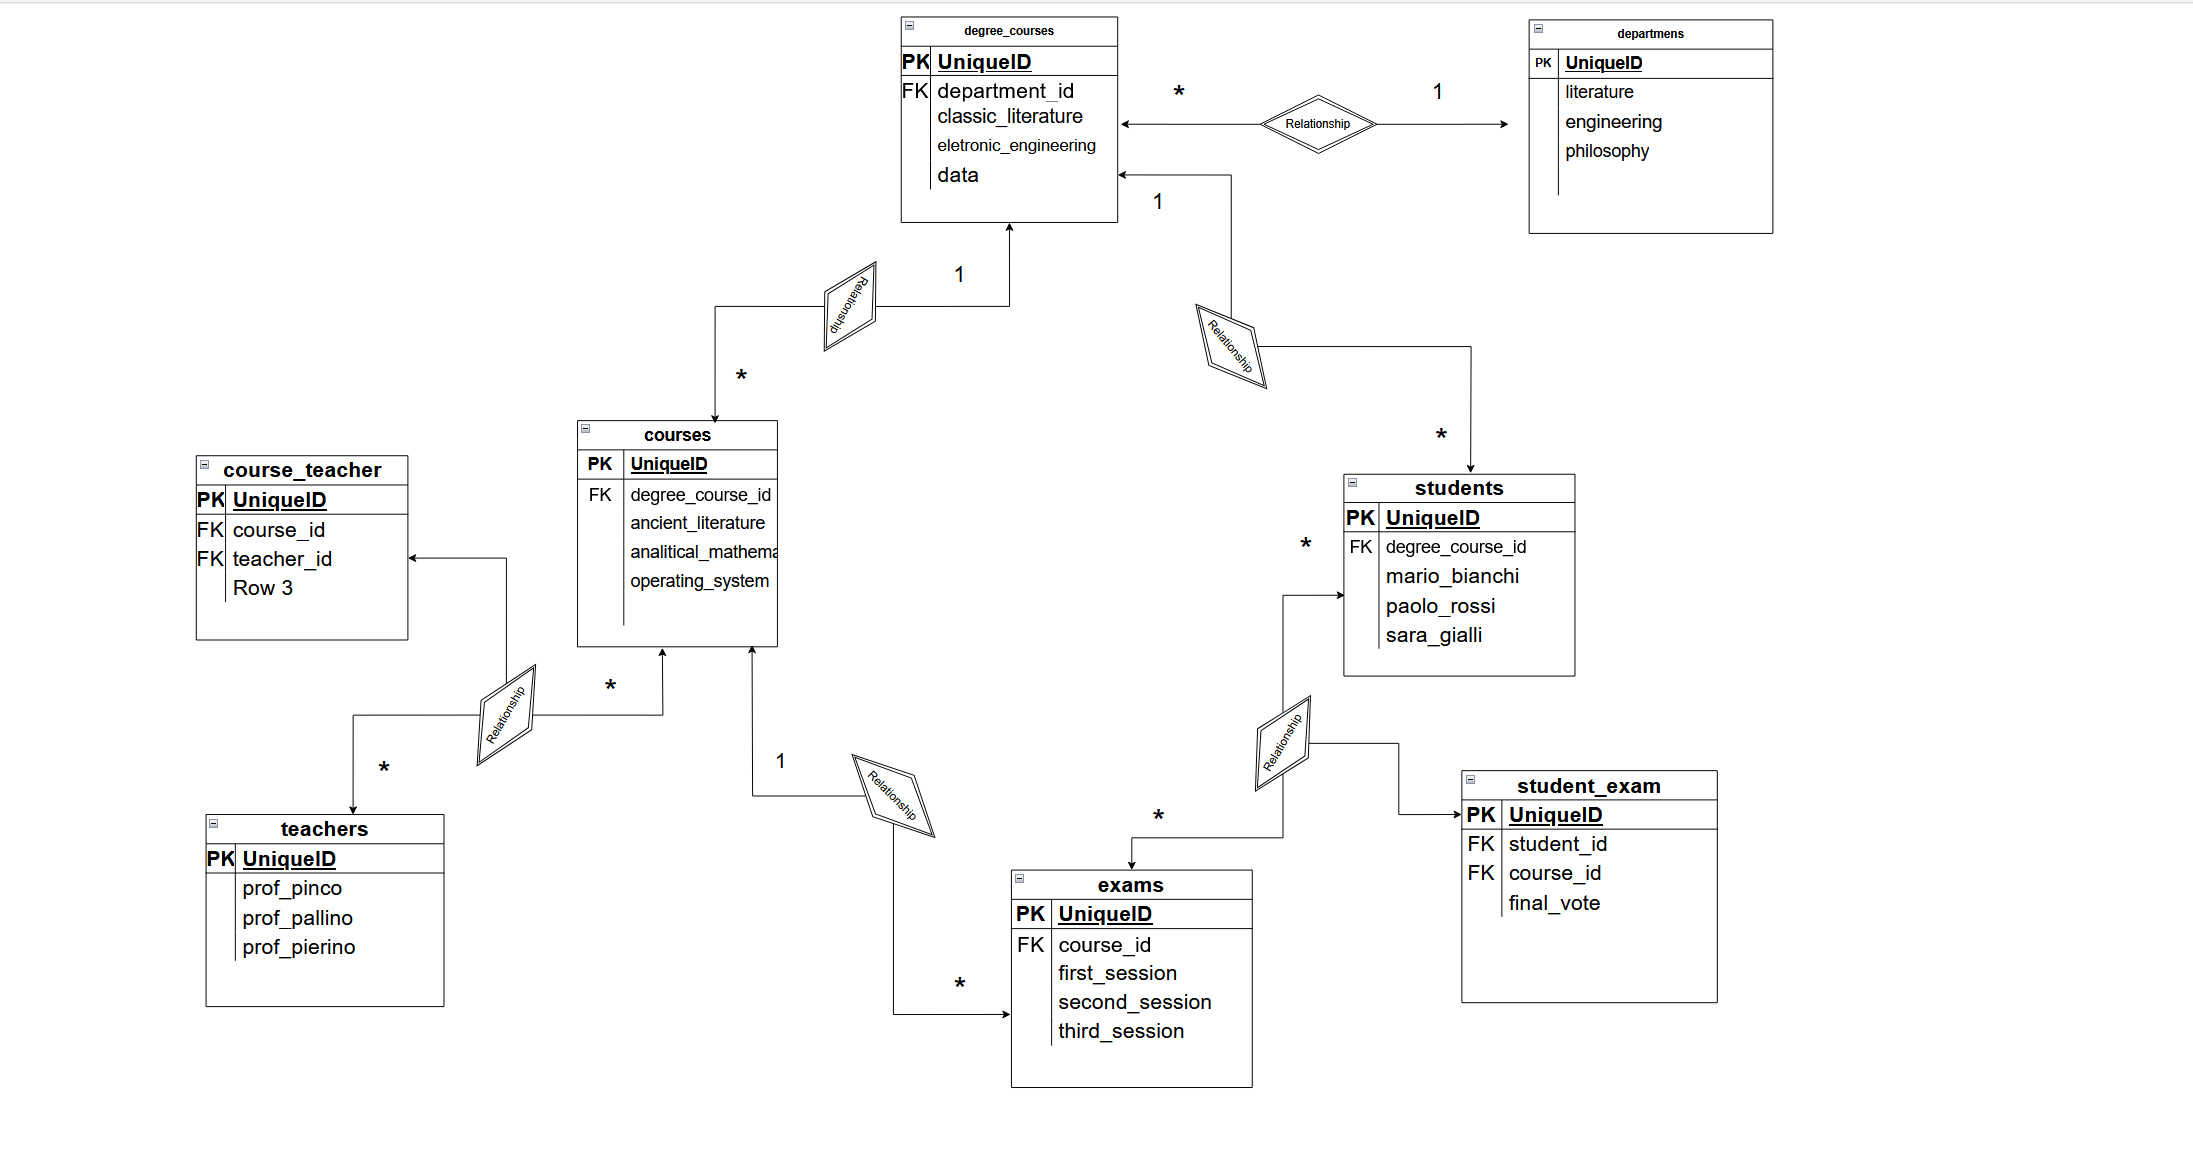 degree_courses
PK UniqueID
FK department_id
classic_literature
eletronic_engineering
data
* Relationship 1
departmens
PK UniqueID
literature
engineering
philosophy
1
Relationship
*
1
Relationship
*
courses
PK UniqueID
FK degree_course_id
ancient_literature
analitical_mathema
operating_system
course_teacher
PK UniqueID
FK course_id
FK teacher_id
Row 3
students
PK UniqueID
FK degree_course_id
mario_bianchi
paolo_rossi
sara_gialli
*
Relationship
*
teachers
PK UniqueID
prof_pinco
prof_pallino
prof_pierino
1
Relationship
*
*
Relationship
*
exams
PK UniqueID
FK course_id
first_session
second_session
third_session
student_exam
PK UniqueID
FK student_id
FK course_id
final_vote